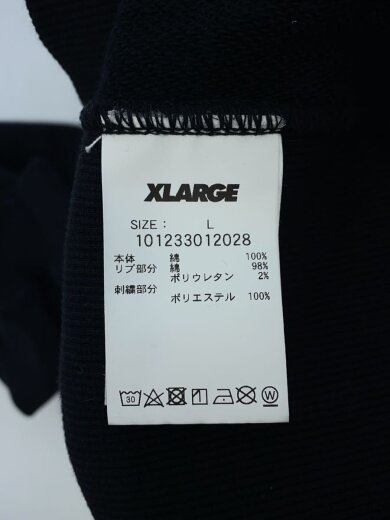 XLARGE
SIZE: L
101233012028
本体 綿 100%
リブ部分 綿 98%
ポリウレタン 2%
刺繍部分
ポリエステル 100%
30 W